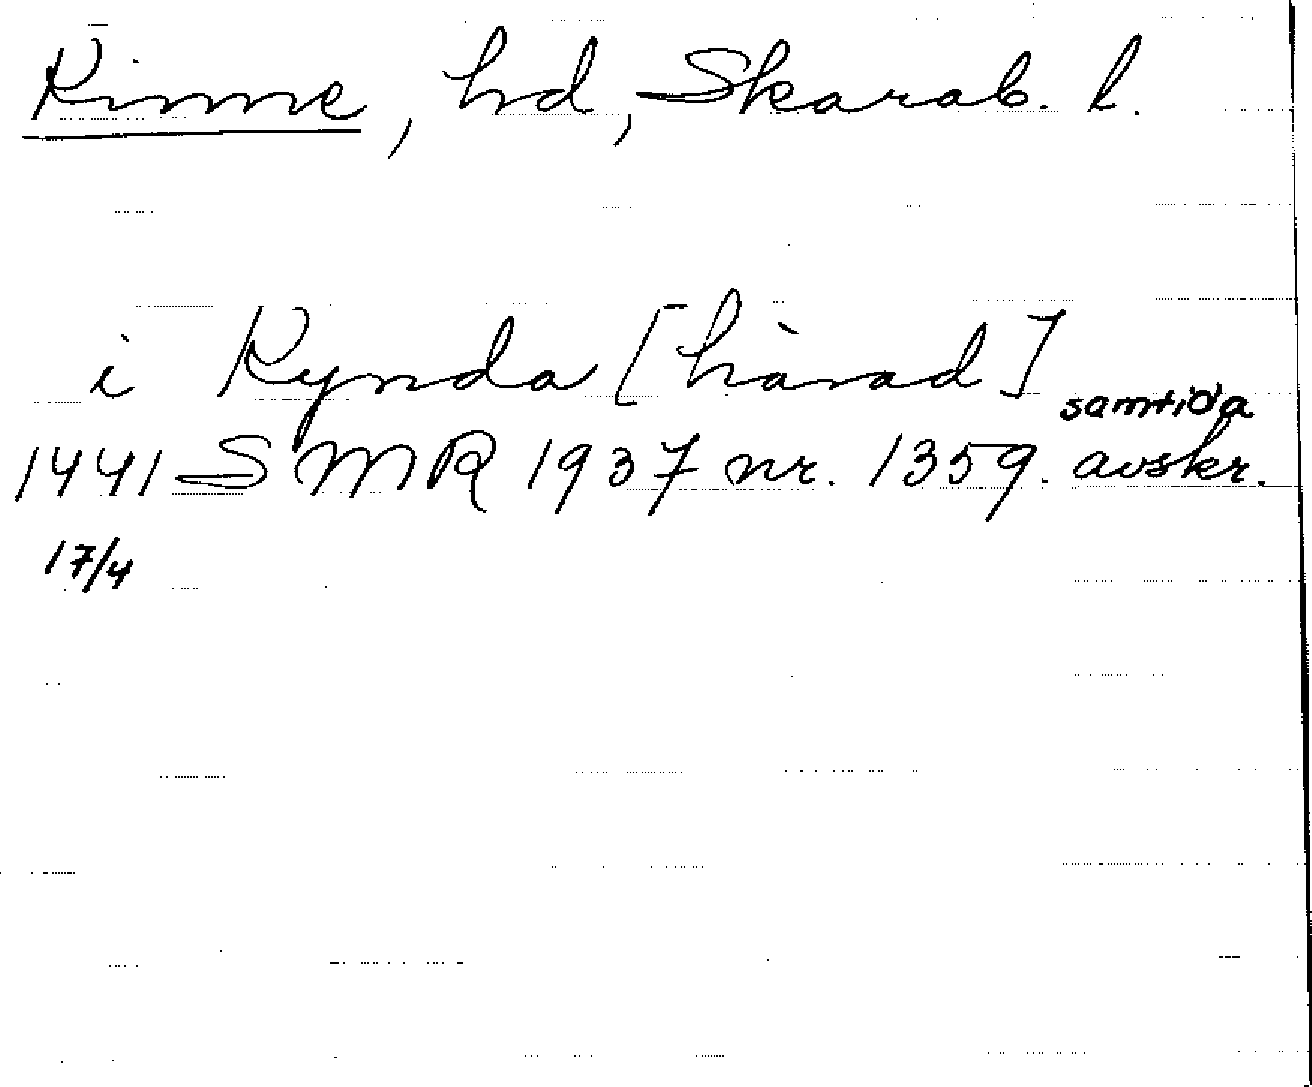 Kinne, hd, Skarab. l.
i Kynda [härad]
samtida
1441 SMR 1937 nr. 1359. avskr.
17/4